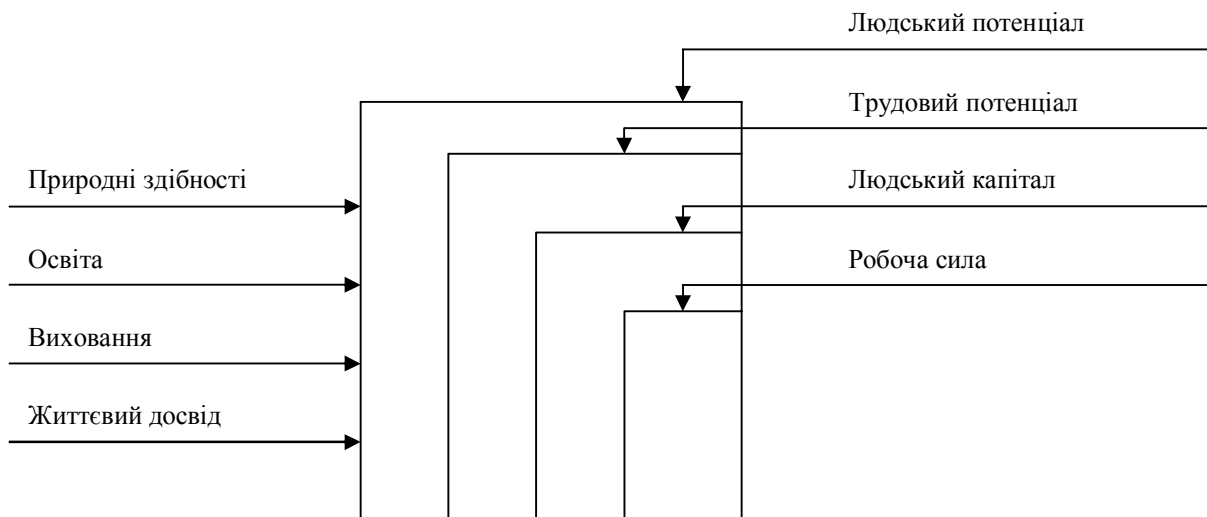 Людський потенціал
Трудовий потенціал
Природні здібності
Людський капітал
Освіта
Робоча сила
Виховання
Життєвий досвід